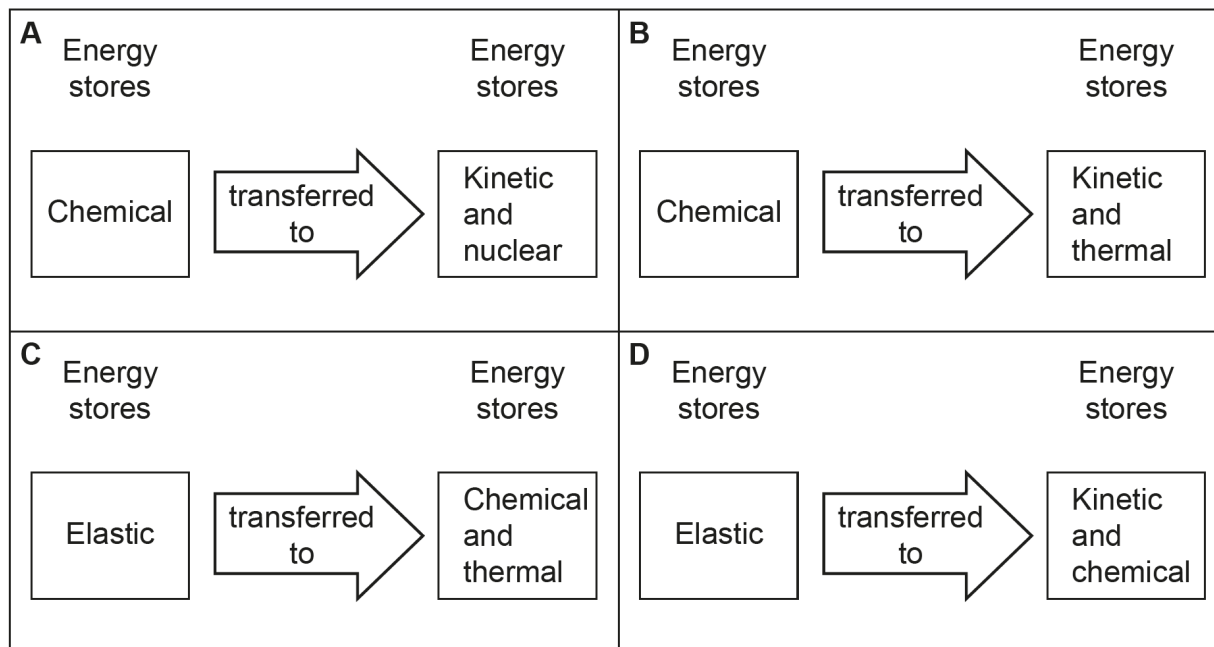 A
Energy
stores
Energy
stores
Chemical
transferred
to
Kinetic
and
nuclear
B
Energy
stores
Energy
stores
Chemical
transferred
to
Kinetic
and
thermal
C
Energy
stores
Energy
stores
Elastic
transferred
to
Chemical
and
thermal
D
Energy
stores
Energy
stores
Elastic
transferred
to
Kinetic
and
chemical